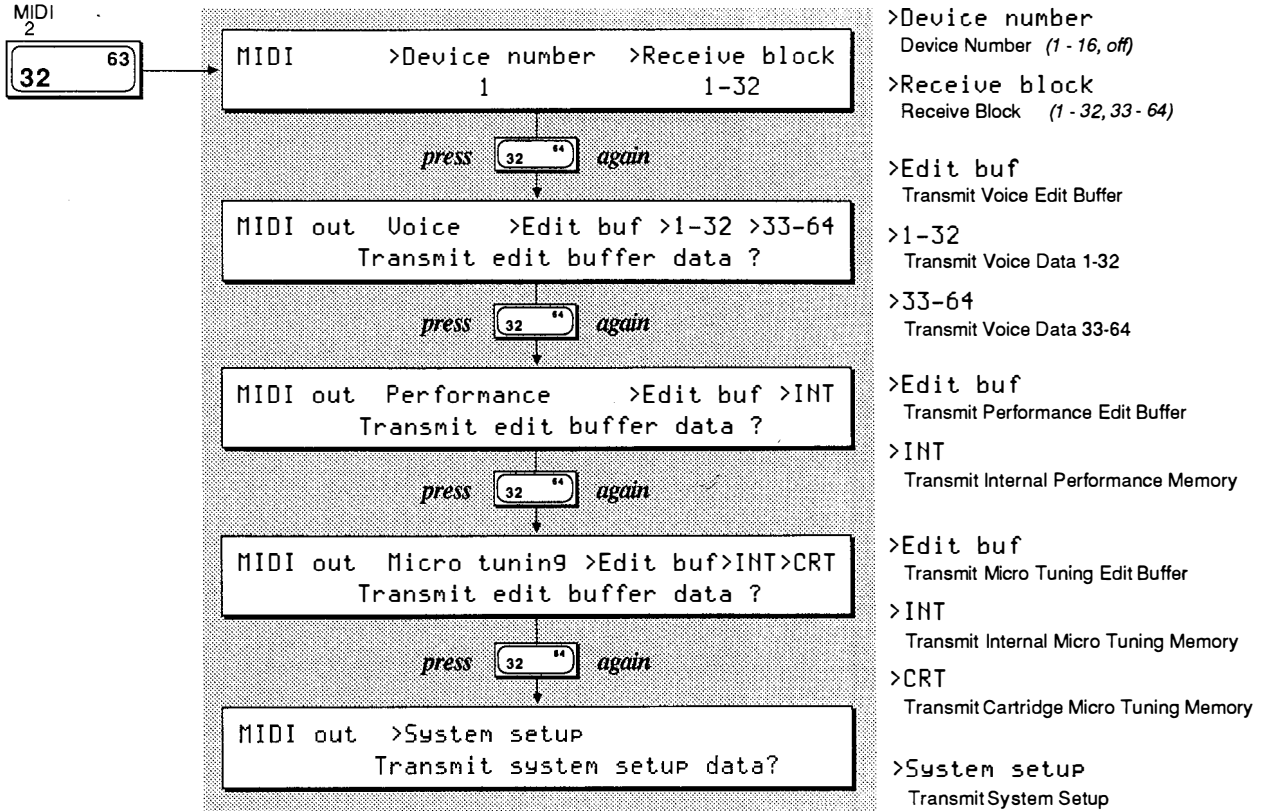 MIDI
2
32 63
MIDI >Device number >Receive block
1 1-32
press 32 64 again
MIDI out Voice >Edit buf >1-32 >33-64
Transmit edit buffer data ?
press 32 64 again
MIDI out Performance >Edit buf >INT
Transmit edit buffer data ?
press 32 64 again
MIDI out Micro tuning >Edit buf>INT>CRT
Transmit edit buffer data ?
press 32 64 again
MIDI out >System setup
Transmit system setup data?
>Device number
Device Number (1 - 16, off)
>Receive block
Receive Block (1 - 32, 33 - 64)
>Edit buf
Transmit Voice Edit Buffer
>1-32
Transmit Voice Data 1-32
>33-64
Transmit Voice Data 33-64
>Edit buf
Transmit Performance Edit Buffer
>INT
Transmit Internal Performance Memory
>Edit buf
Transmit Micro Tuning Edit Buffer
>INT
Transmit Internal Micro Tuning Memory
>CRT
Transmit Cartridge Micro Tuning Memory
>System setup
Transmit System Setup